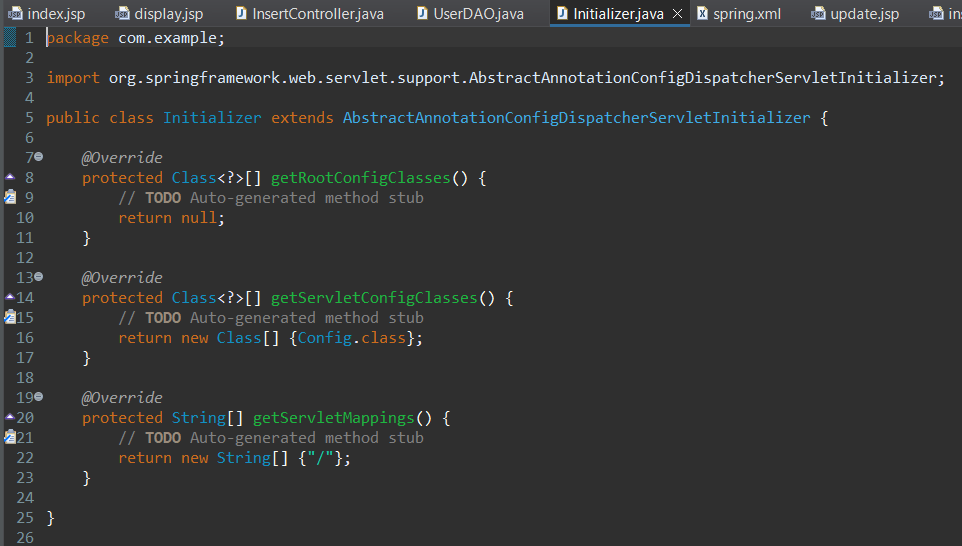 index.jsp display.jsp InsertController.java UserDAO.java Initializer.java spring.xml update.jsp in
1 package com.example;
2
3 import org.springframework.web.servlet.support.AbstractAnnotationConfigDispatcherServletInitializer;
4
5 public class Initializer extends AbstractAnnotationConfigDispatcherServletInitializer {
6
7 @Override
8 protected Class<?>[] getRootConfigClasses() {
9 // TODO Auto-generated method stub
10 return null;
11 }
12
13 @Override
14 protected Class<?>[] getServletConfigClasses() {
15 // TODO Auto-generated method stub
16 return new Class[] {Config.class};
17 }
18
19 @Override
20 protected String[] getServletMappings() {
21 // TODO Auto-generated method stub
22 return new String[] {"/"};
23 }
24
25 }
26